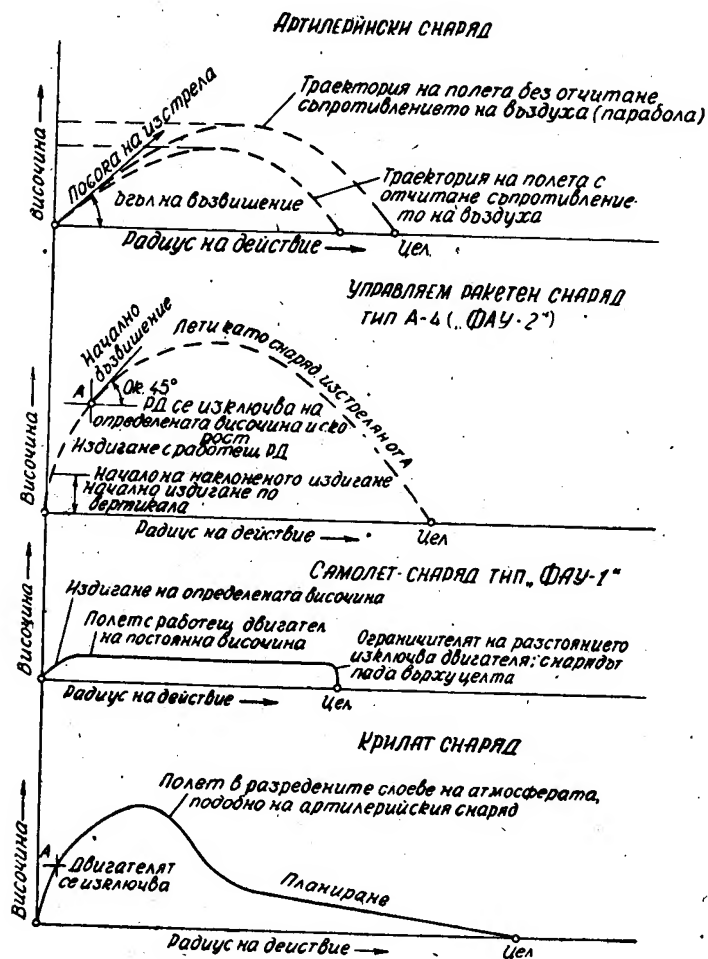 АРТИЛЕРИЙСКИ СНАРЯД
Траектория на полета без отчитане
съпротивлението на въздуха (парабола)
Посока на изстрела
Височина
Траектория на полета с
отчитане съпротивление-
то на въздуха
Ъгъл на възвишение
Радиус на действие
Цел
УПРАВЛЯЕМ РАКЕТЕН СНАРЯД
ТИП А-4 („ФАУ-2“)
Начално
възвишение
Лети като снаряд изстрелян от А
А
Ок. 45°
РД се изключва на
определената височина и ско
рост
Издигане с работещ РД
Начало на наклоненото издигане
начално издигане по
вертикала
Височина
Радиус на действие
Цел
САМОЛЕТ-СНАРЯД ТИП „ФАУ-1“
Издигане на определената височина
Полет с работещ двигател
на постоянна височина
Ограничителят на разстоянието
изключва двигателя; снарядът
пада върху целта
Височина
Радиус на действие
Цел
КРИЛАТ СНАРЯД
Полет в разредените слоеве на атмосферата,
подобно на артилерийския снаряд
А
Двигателят
се изключва
Планиране
Височина
Радиус на деиствие
Цел